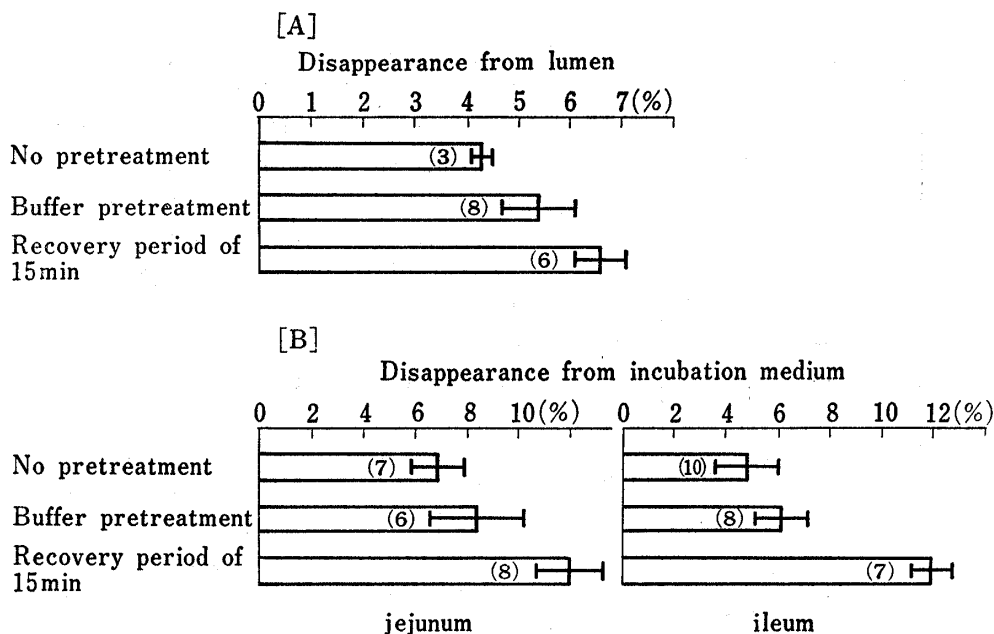 [A]
Disappearance from lumen
0 1 2 3 4 5 6 7(%)
No pretreatment (3)
Buffer pretreatment (8)
Recovery period of
15min (6)
[B]
Disappearance from incubation medium
0 2 4 6 8 10(%) 0 2 4 6 8 10 12(%)
No pretreatment (7) (10)
Buffer pretreatment (6) (8)
Recovery period of
15min (8) (7)
jejunum ileum